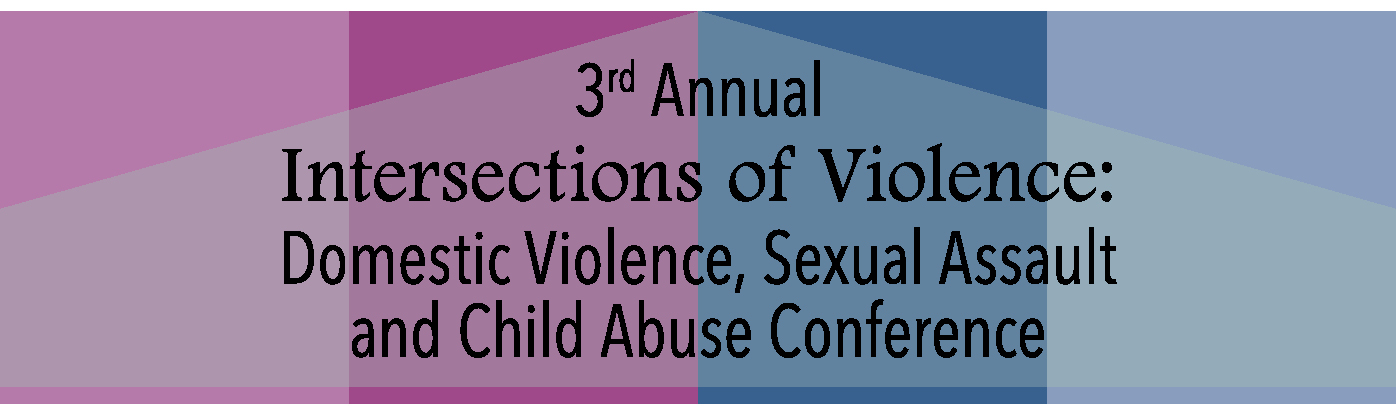 3rd Annual
Intersections of Violence:
Domestic Violence, Sexual Assault
and Child Abuse Conference